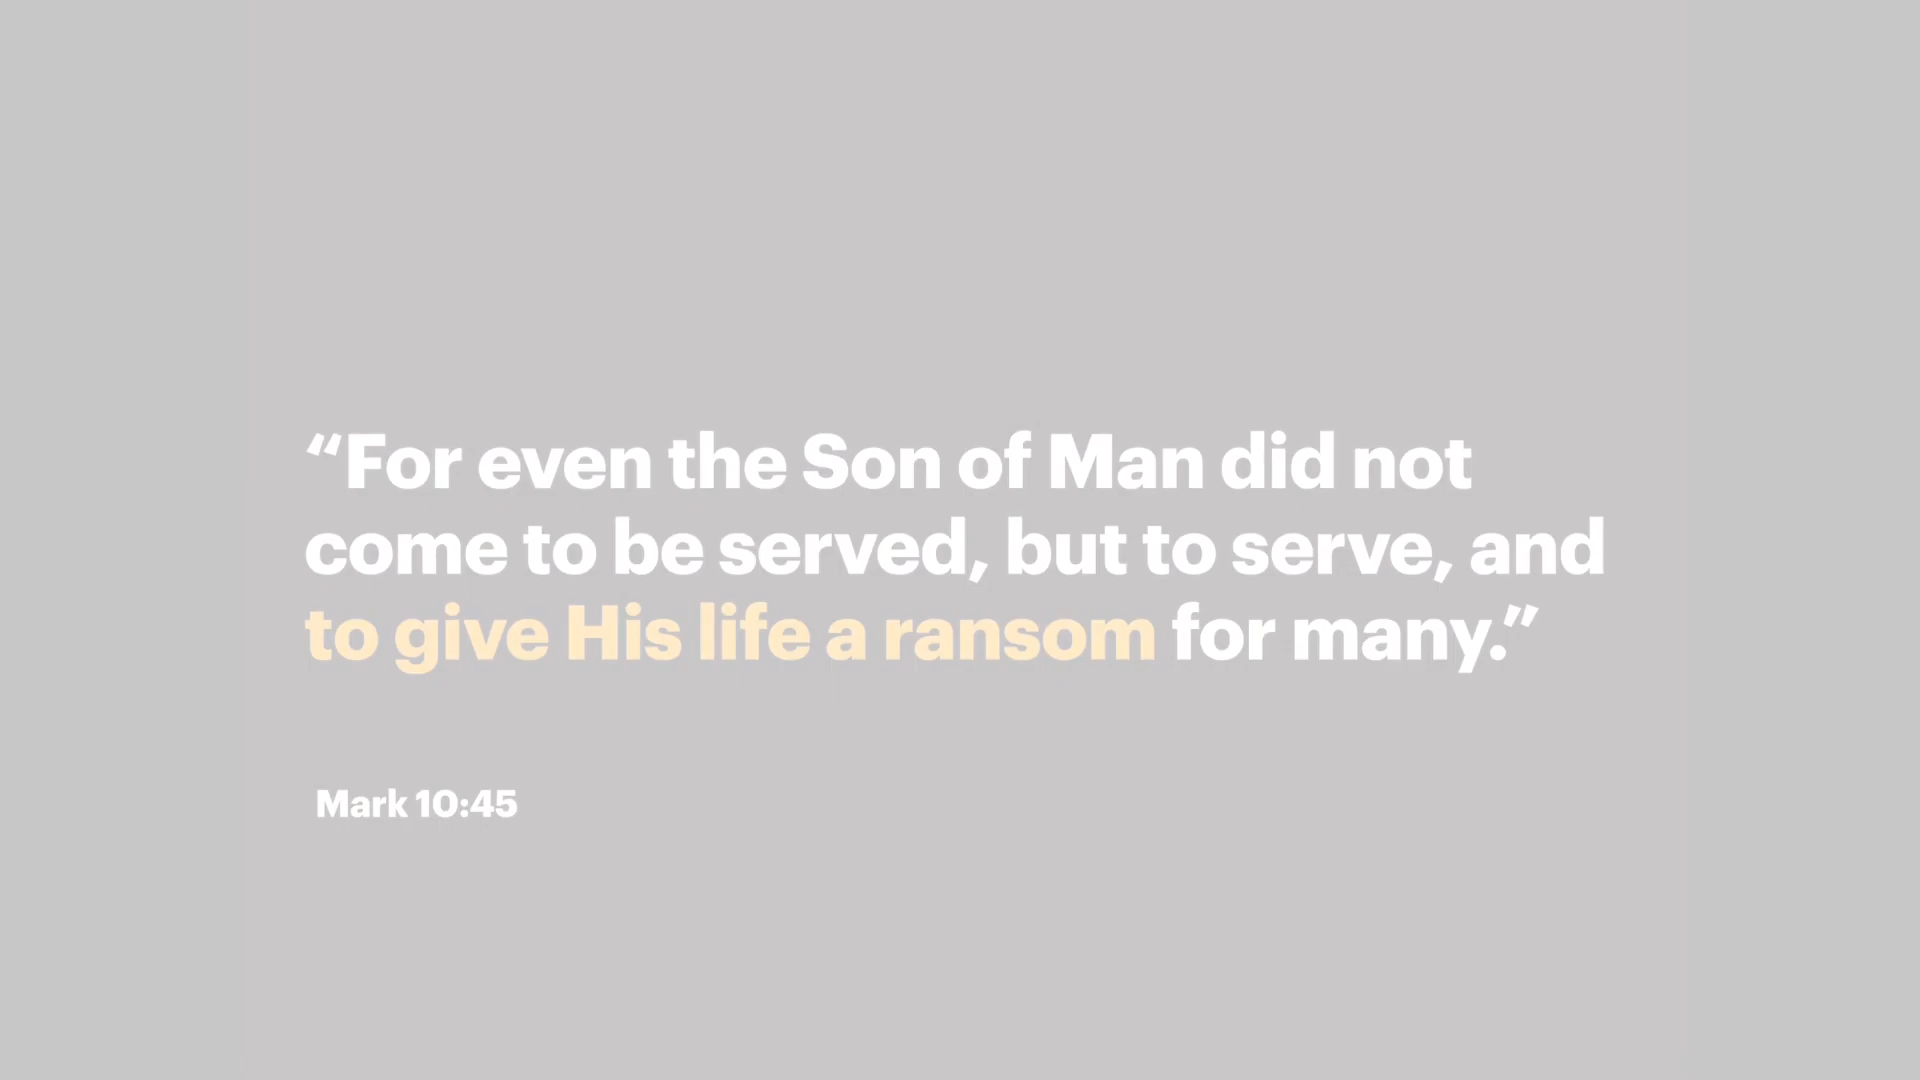 “For even the Son of Man did not
come to be served, but to serve, and
to give His life a ransom for many.”
Mark 10:45